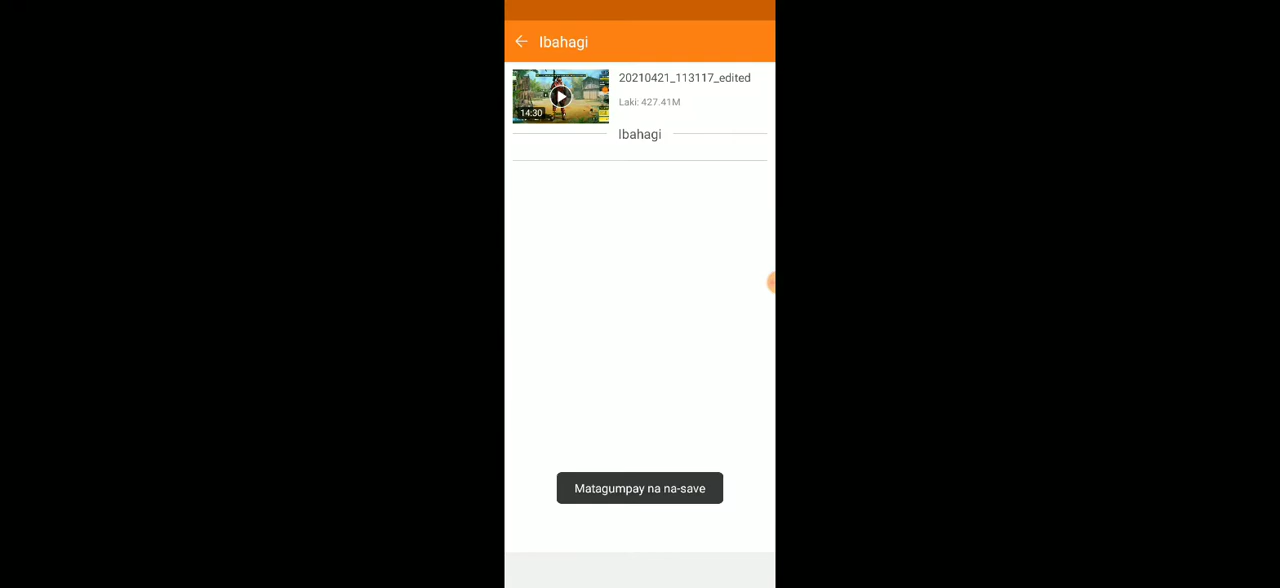 Ibahagi
20210421_113117_edited
Laki: 427.41M
14:30
Ibahagi
Matagumpay na na-save